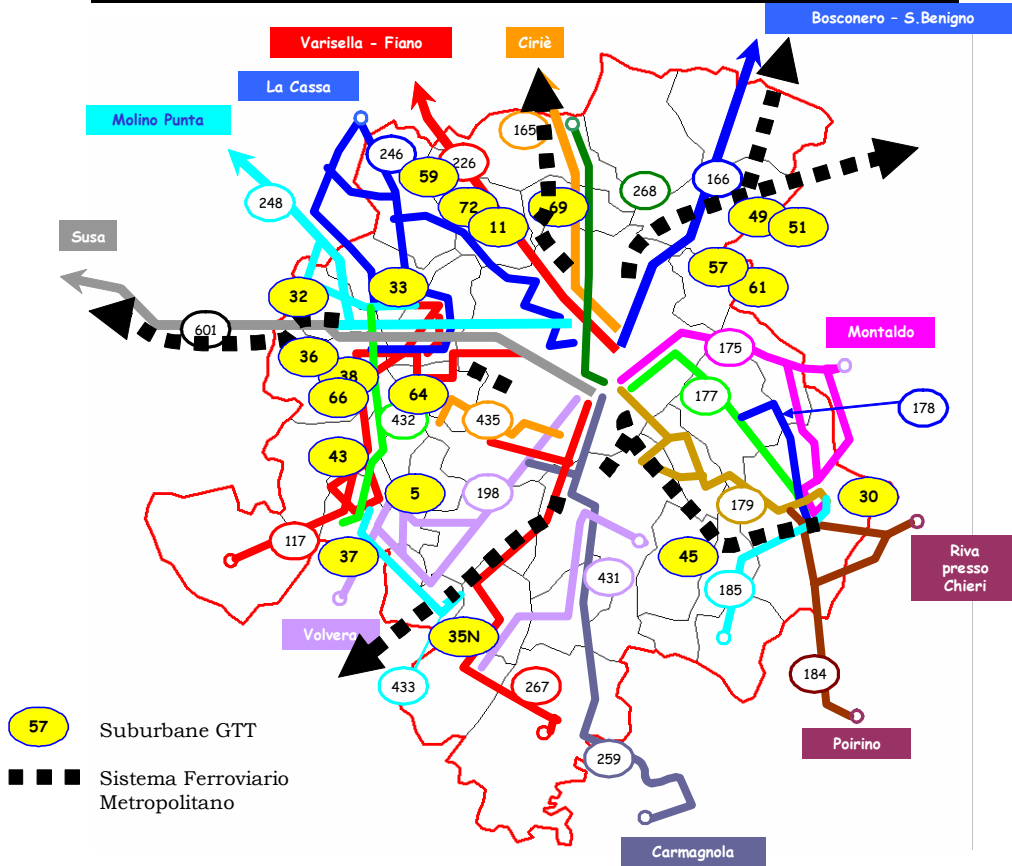 Bosconero – S.Benigno
Varisella - Fiano
Ciriè
La Cassa
Molino Punta
165
246
226
59
166
268
248
72
69
11
49
51
Susa
57
61
33
32
601
Montaldo
175
36
38
66
64
177
178
432
435
43
5
198
30
179
117
37
45
Riva
presso
Chieri
431
185
Volvera
35N
433
267
184
57
Suburbane GTT
Poirino
259
Sistema Ferroviario
Metropolitano
Carmagnola